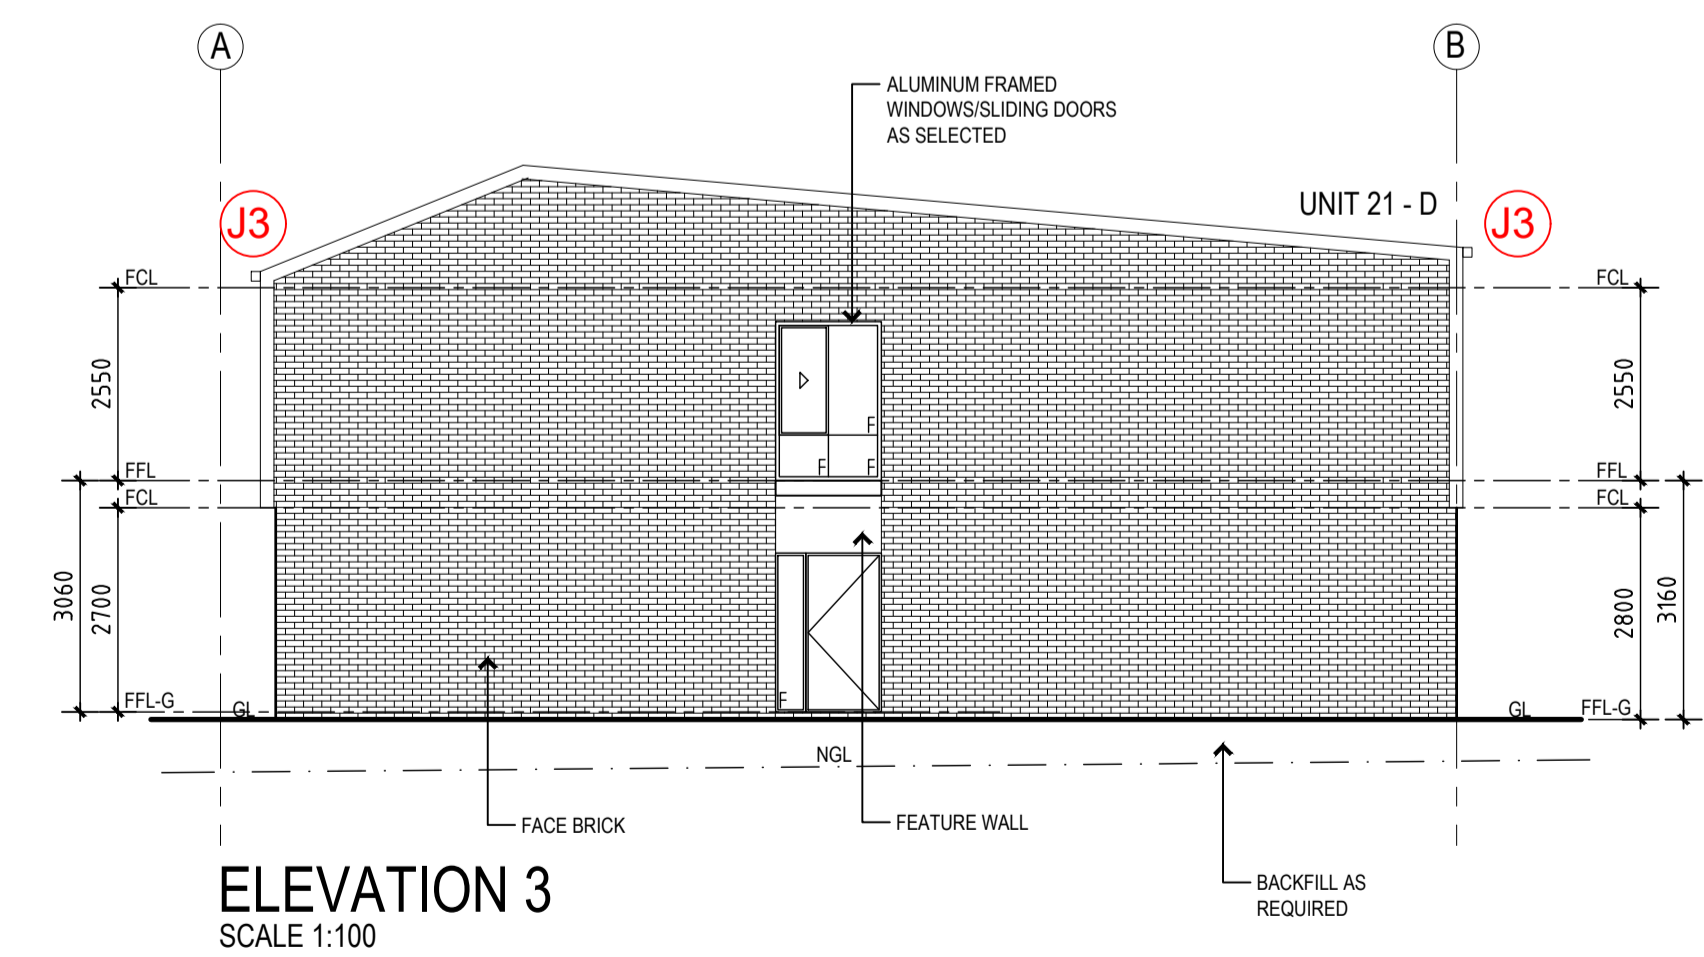 A
B
ALUMINUM FRAMED
WINDOWS/SLIDING DOORS
AS SELECTED
UNIT 21 - D
J3
J3
FCL
FCL
2550
2550
FFL
FFL
FCL
FCL
3060
2700
2800
3160
F
F
F
F
FFL-G
GL
GL
FFL-G
NGL
FACE BRICK
FEATURE WALL
BACKFILL AS
REQUIRED
ELEVATION 3
SCALE 1:100